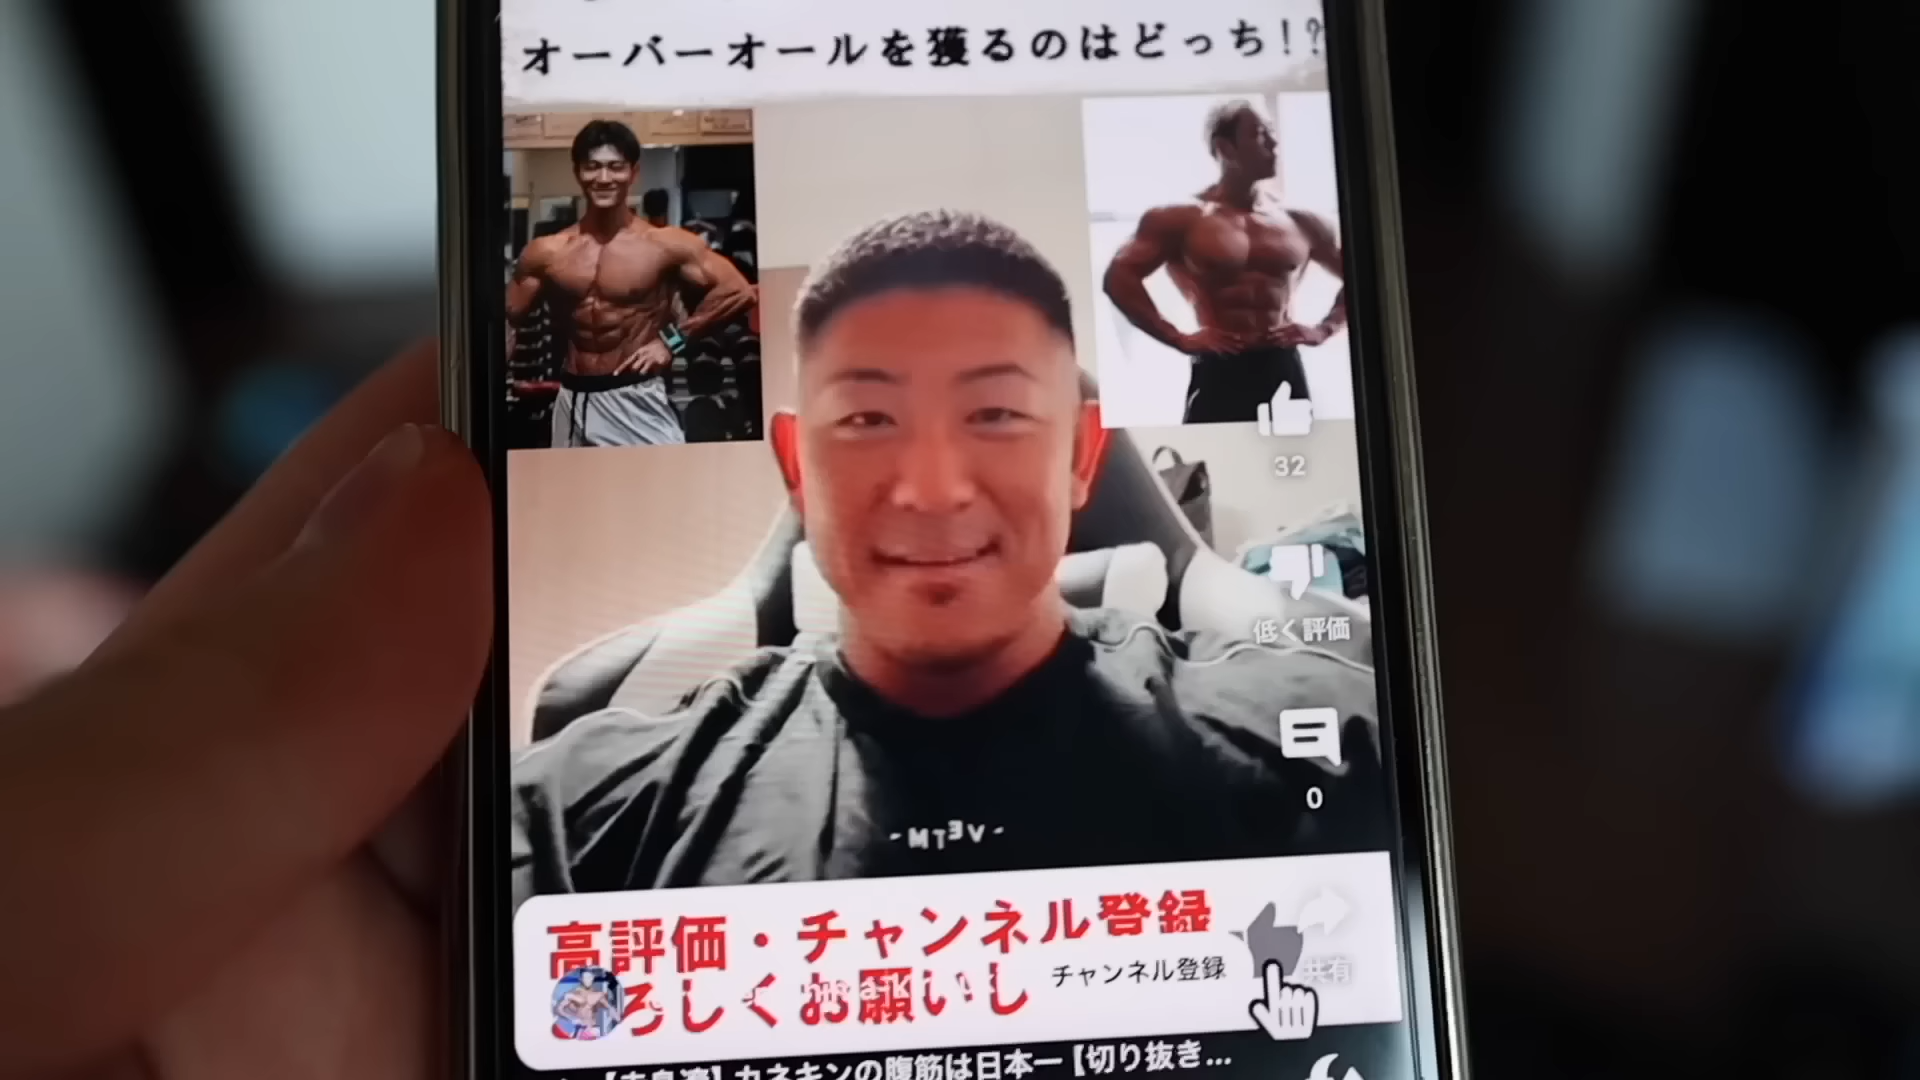 オーバーオールを獲るのはどっち!?
32
低く評価
0
高評価・チャンネル登録
ろしくお願いし
チャンネル登録
共有
カネキンの腹筋は日本一【切り抜き...